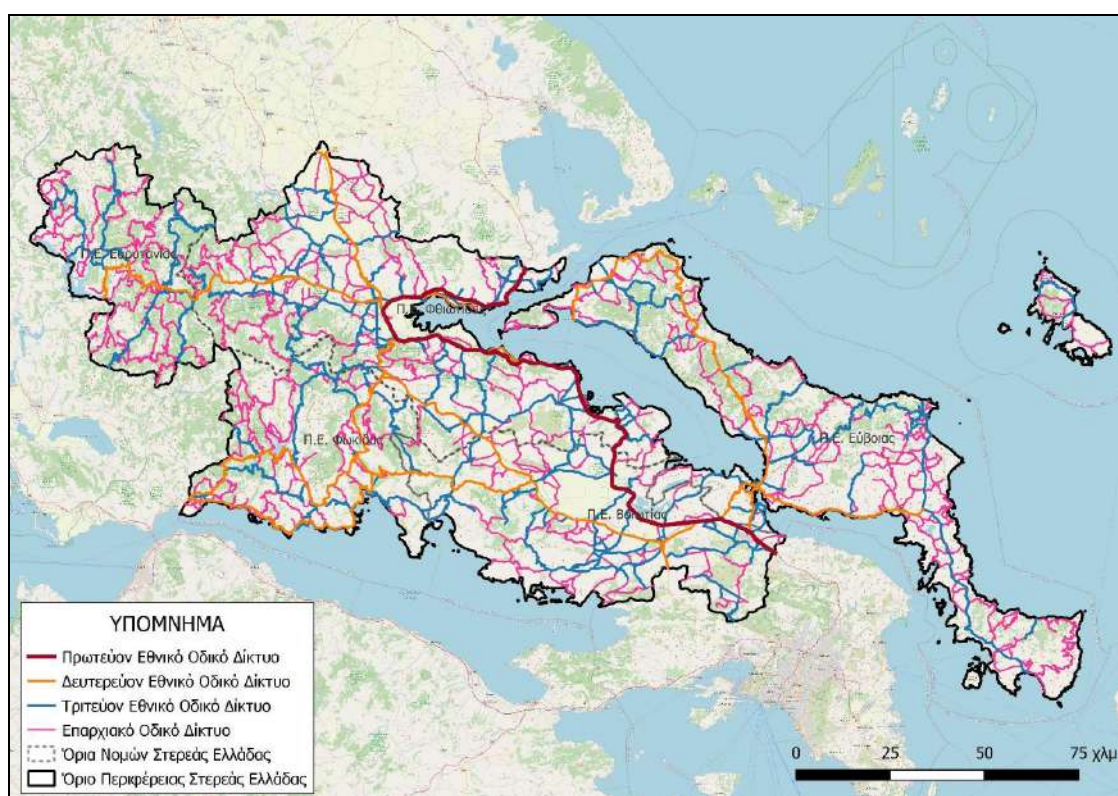 Π.Ε. Ευρυτανίας
Π.Ε. Φθιώτιδας
Π.Ε. Φωκίδας
Π.Ε. Εύβοιας
Π.Ε. Βοιωτίας
ΥΠΟΜΝΗΜΑ
Πρωτεύον Εθνικό Οδικό Δίκτυο
Δευτερεύον Εθνικό Οδικό Δίκτυο
Τριτεύον Εθνικό Οδικό Δίκτυο
Επαρχιακό Οδικό Δίκτυο
Όρια Νομών Στερεάς Ελλάδας
Όριο Περιφέρειας Στερεάς Ελλάδας
0 25 50 75 χλμ